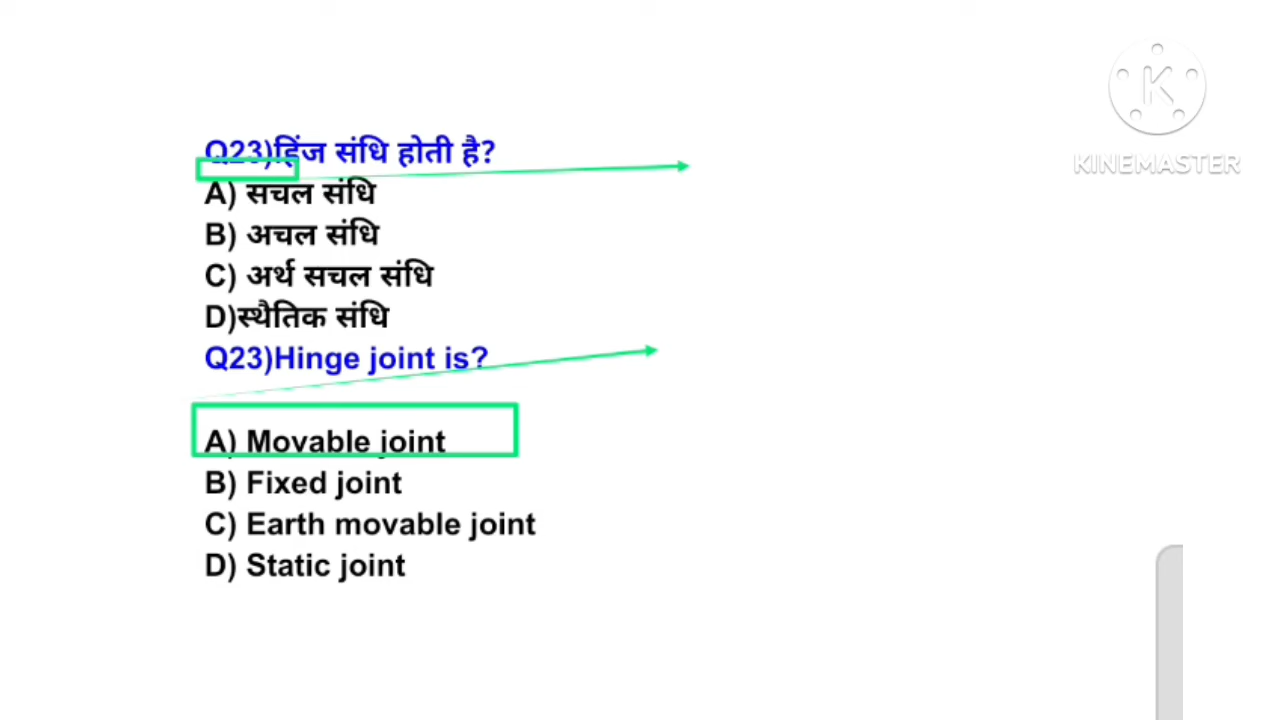 Q23)हिंज संधि होती है?
A) सचल संधि
B) अचल संधि
C) अर्थ सचल संधि
D)स्थैतिक संधि
Q23)Hinge joint is?
A) Movable joint
B) Fixed joint
C) Earth movable joint
D) Static joint
KINEMASTER